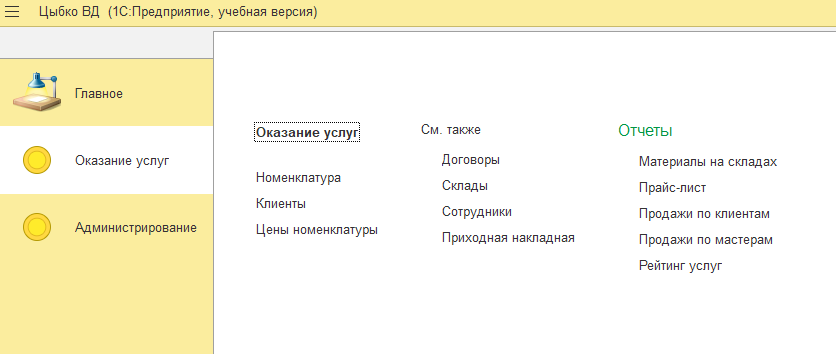 Цыбко ВД (1С:Предприятие, учебная версия)
Главное
Оказание услуг
Администрирование
Оказание услуг
Номенклатура
Клиенты
Цены номенклатуры
См. также
Договоры
Склады
Сотрудники
Приходная накладная
Отчеты
Материалы на складах
Прайс-лист
Продажи по клиентам
Продажи по мастерам
Рейтинг услуг